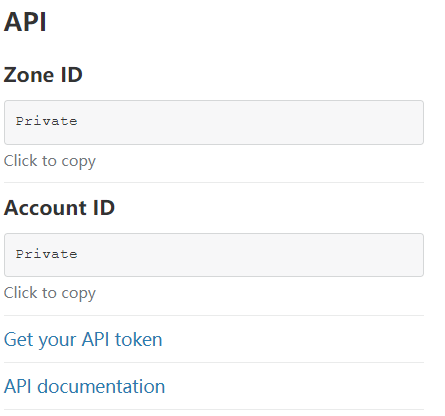 API
Zone ID
Private
Click to copy
Account ID
Private
Click to copy
Get your API token
API documentation